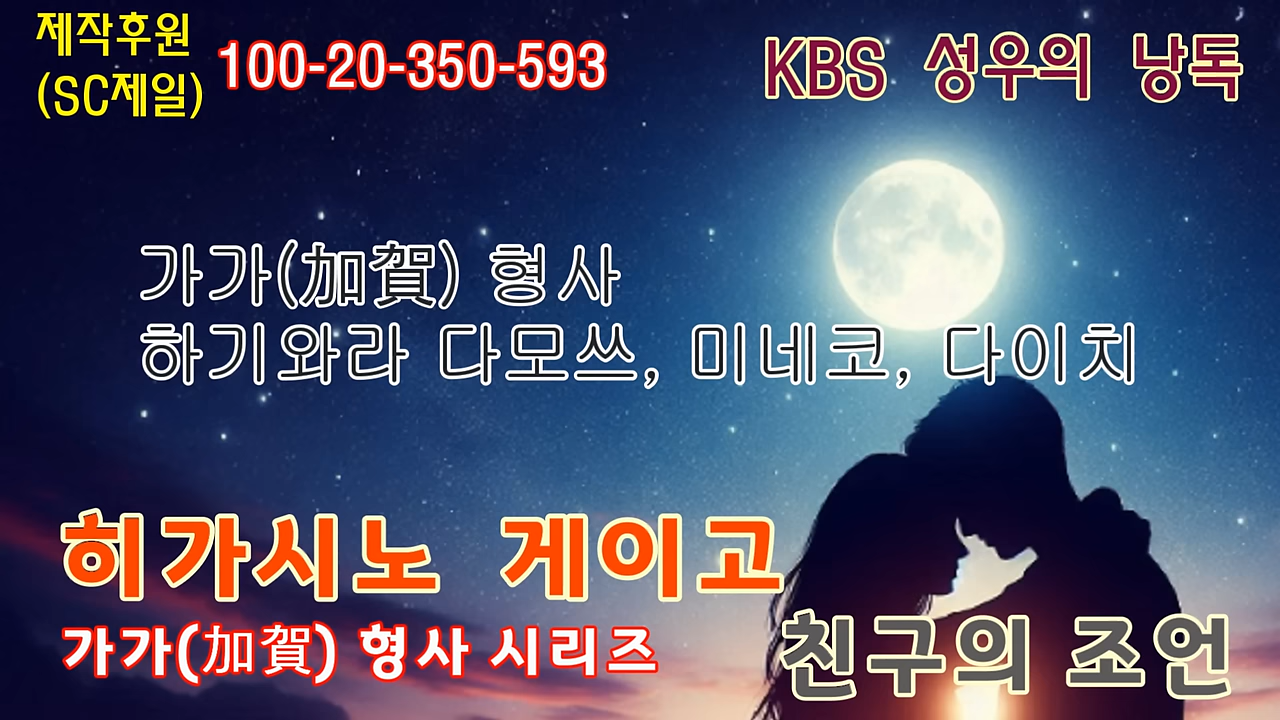 제작후원
(SC제일)
100-20-350-593
KBS 성우의 낭독
가가(加賀) 형사
하기와라 다모쓰, 미네코, 다이치
히가시노 게이고
가가(加賀) 형사 시리즈
친구의 조언